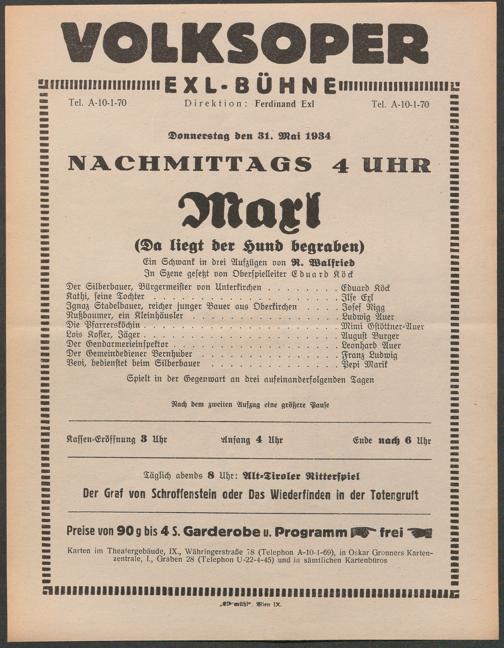 VOLKSOPER
EXL-BÜHNE
Tel. A-10-1-70 Direktion: Ferdinand Exl Tel. A-10-1-70
Donnerstag den 31. Mai 1934
NACHMITTAGS 4 UHR
Maxl
(Da liegt der Hund begraben)
Ein Schwank in drei Aufzügen von R. Walfried
In Szene gesetzt von Oberspielleiter Eduard Köck
Der Silberbauer, Bürgermeister von Unterkirchen . . . . . . . . . Eduard Köck
Kathi, seine Tochter . . . . . . . . . Ilse Exl
Ignaz Stadelbauer, reicher junger Bauer aus Oberkirchen . . . . Josef Rigg
Nußbaumer, ein Kleinhäusler . . . . . . . . . Ludwig Auer
Die Pfarrersköchin . . . . . . . . . Mimi Gstöttner-Auer
Lois Kofler, Jäger . . . . . . . . . August Burger
Der Gendarmerieinspektor . . . . . . . . . Leonhard Auer
Der Gemeindediener Bernhuber . . . . . . . . . Franz Ludwig
Vevi, bedienstet beim Silberbauer . . . . . . . . . Pepi Marik
Spielt in der Gegenwart an drei aufeinanderfolgenden Tagen
Nach dem zweiten Aufzug eine größere Pause
Kassen-Eröffnung 3 Uhr Anfang 4 Uhr Ende nach 6 Uhr
Täglich abends 8 Uhr: Alt-Tiroler Ritterspiel
Der Graf von Schroffenstein oder Das Wiederfinden in der Totengruft
Preise von 90 g bis 4 S. Garderobe u. Programm frei
Karten im Theatergebäude, IX., Währingerstraße 78 (Telephon A-10-1-69), in Oskar Gronners Karten-
zentrale, I., Graben 28 (Telephon U-22-4-45) und in sämtlichen Kartenbüros
Wien IX.